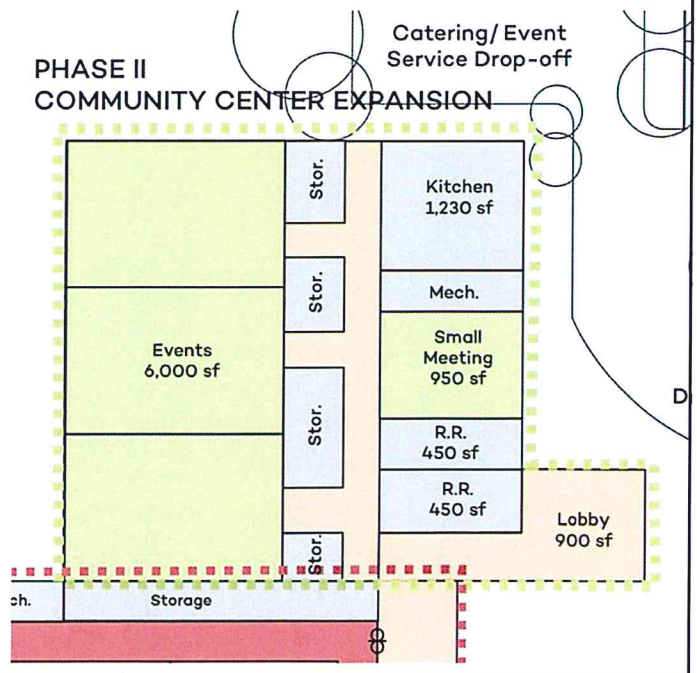 Catering/ Event
Service Drop-off
PHASE II
COMMUNITY CENTER EXPANSION
Stor.
Kitchen
1,230 sf
Stor.
Mech.
Events
6,000 sf
Small
Meeting
950 sf
D
Stor.
R.R.
450 sf
R.R.
450 sf
Lobby
900 sf
Stor.
ch.
Storage